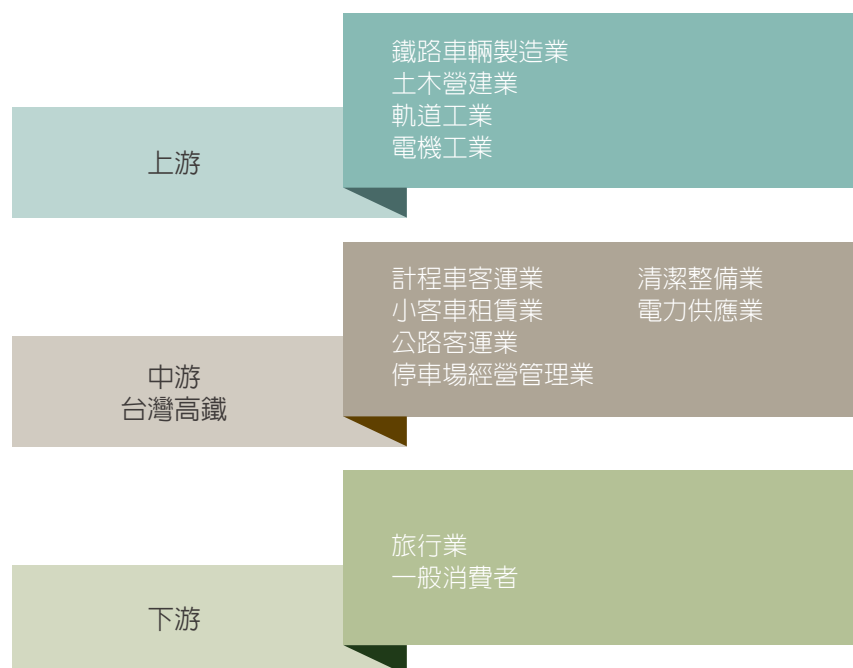 上游
鐵路車輛製造業
土木營建業
軌道工業
電機工業
中游
台灣高鐵
計程車客運業
小客車租賃業
公路客運業
停車場經營管理業
清潔整備業
電力供應業
下游
旅行業
一般消費者